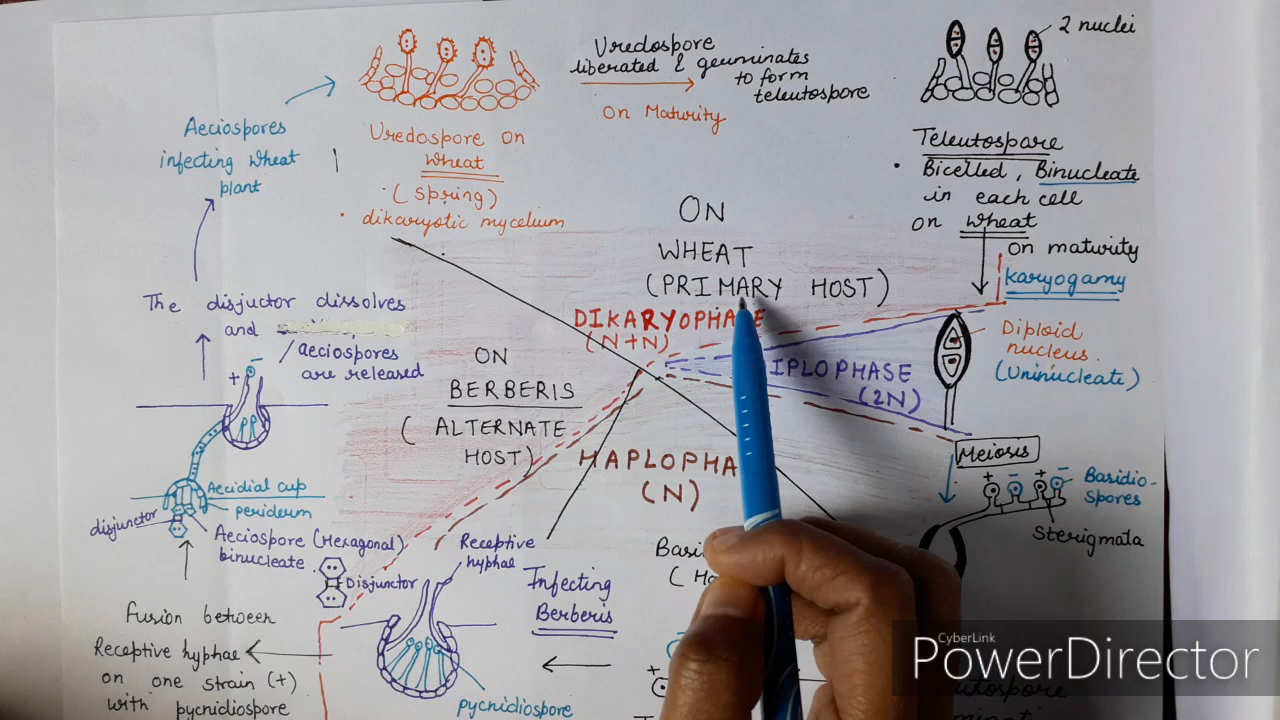 Uredospore
liberated & germinates
to form
teleutospore
On Maturity
2 nuclei
Aeciospores
infecting wheat
plant
Uredospore on
wheat
(Spring)
• dikaryotic mycelium
Teleutospore
• Bicelled, Binucleate
in each cell
on wheat
on maturity
Karyogamy
ON
WHEAT
(PRIMARY HOST)
DIKARYOPHASE
(N+N)
IPLOPHASE
(2N)
Diploid
nucleus.
(Uninucleate)
The disjuctor dissolves
and
aeciospores
are released
+
-
ON
BERBERIS
(ALTERNATE
HOST)
HAPLOPHA
(N)
Meiosis
+ - + -
Basidio-
spores
Sterigmata
Aecidial cup
periderm
disjunctor
Aeciospore (Hexagonal)
binucleate
Disjunctor
Receptive
hyphae
Infecting
Berberis
pycnidiospore
Fusion between
Receptive hyphae
on one strain (+)
with pycnidiospore
+
CyberLink
PowerDirector